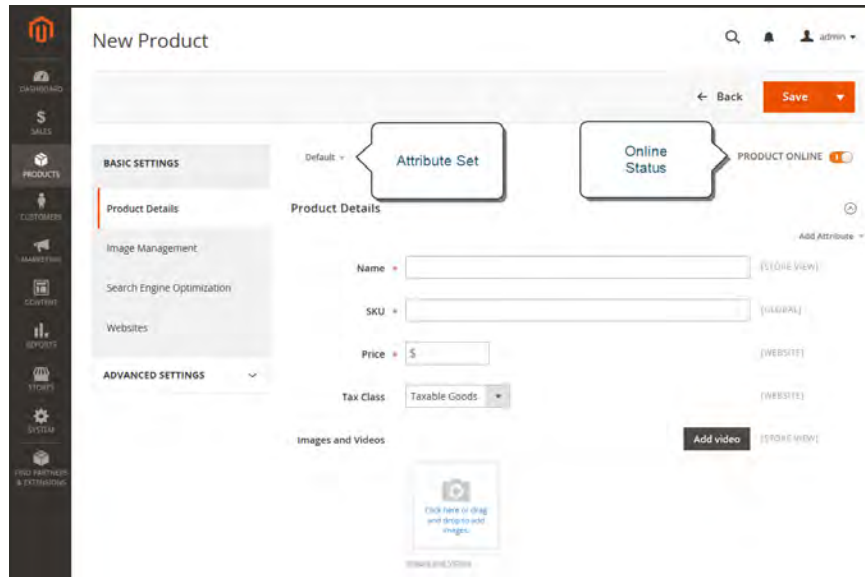 New Product
admin
DASHBOARD
← Back
Save
$
SALES
Default
Attribute Set
Online
Status
PRODUCT ONLINE
BASIC SETTINGS
PRODUCTS
Product Details
Product Details
CUSTOMERS
Add Attribute
Image Management
MARKETING
Name *
[STORE VIEW]
Search Engine Optimization
CONTENT
SKU *
[GLOBAL]
Websites
REPORTS
Price *
$
[WEBSITE]
ADVANCED SETTINGS
STORES
Tax Class
Taxable Goods
[WEBSITE]
SYSTEM
Images and Videos
Add video
[STORE VIEW]
FIND PARTNERS
& EXTENSIONS
Click here or drag
and drop to add
images.
Images and Videos